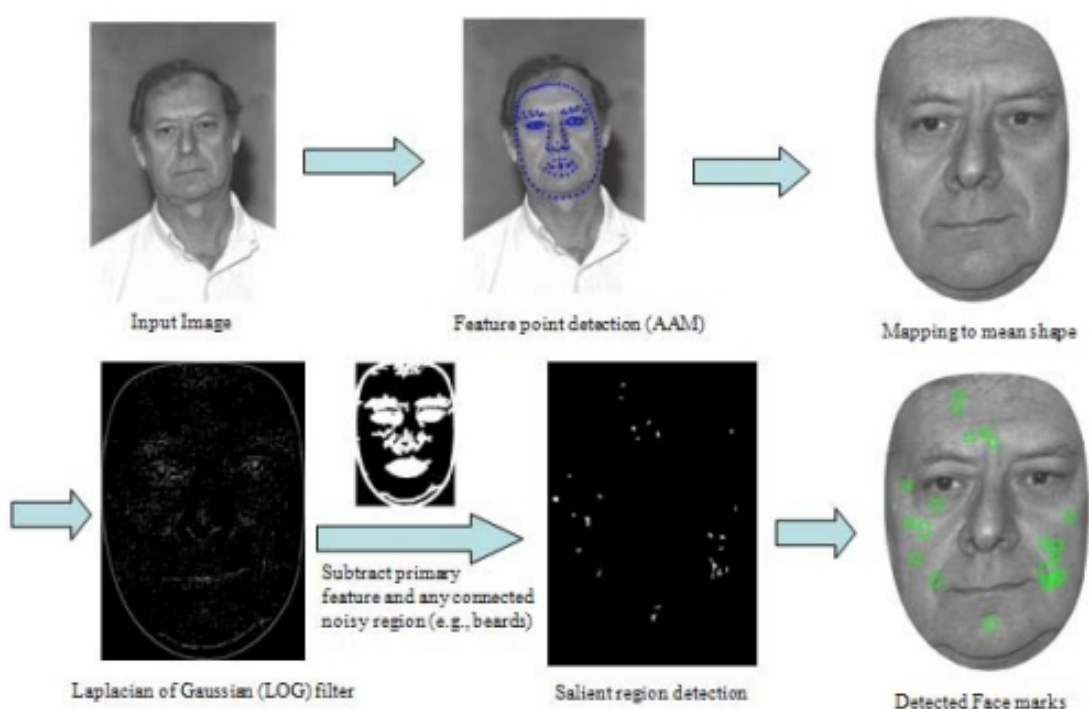 Input Image
Feature point detection (AAM)
Mapping to mean shape
Subtract primary
feature and any connected
noisy region (e.g., beards)
Laplacian of Gaussian (LOG) filter
Salient region detection
Detected Face marks